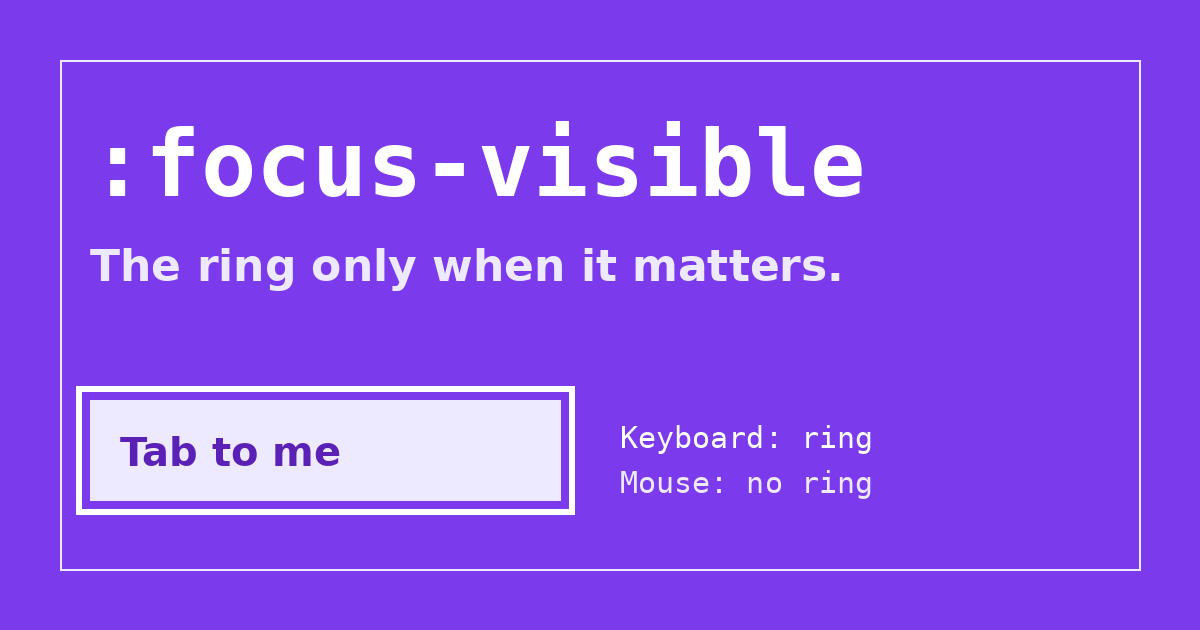 :focus-visible
The ring only when it matters.
Tab to me
Keyboard: ring
Mouse: no ring